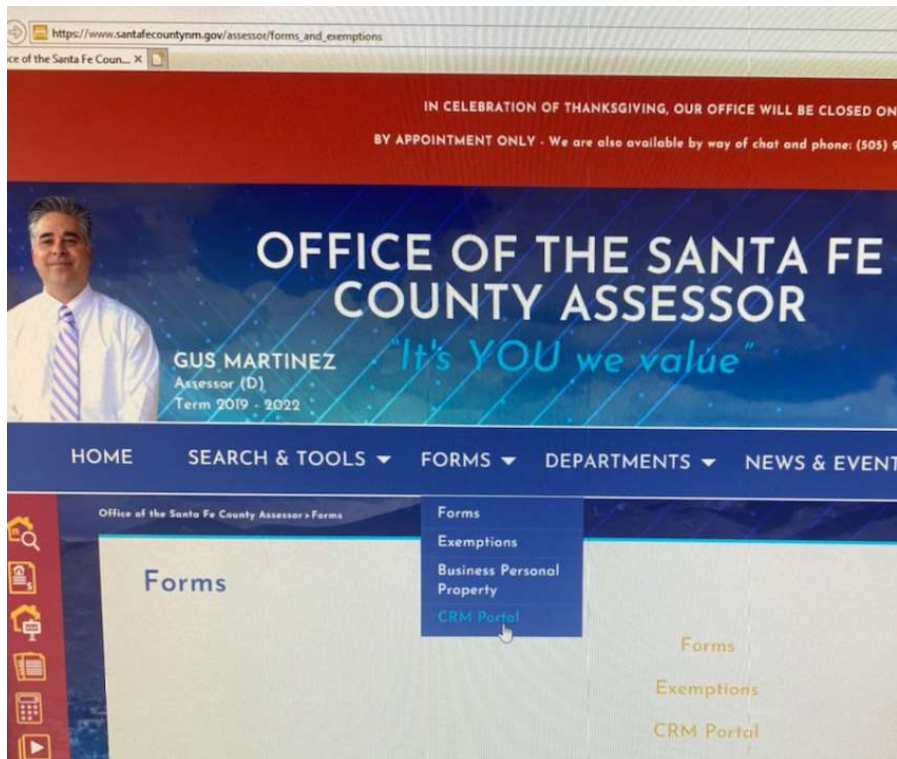 https://www.santafecountynm.gov/assessor/forms_and_exemptions
ce of the Santa Fe Coun...
IN CELEBRATION OF THANKSGIVING, OUR OFFICE WILL BE CLOSED ON
BY APPOINTMENT ONLY - We are also available by way of chat and phone: (505) 9
OFFICE OF THE SANTA FE
COUNTY ASSESSOR
"It's YOU we value"
GUS MARTINEZ
Assessor (D)
Term 2019 - 2022
HOME SEARCH & TOOLS FORMS DEPARTMENTS NEWS & EVENT
Office of the Santa Fe County Assessor > Forms
Forms
Exemptions
Business Personal
Property
CRM Portal
Forms
Forms
Exemptions
CRM Portal